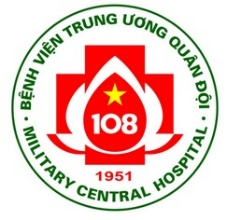 BỆNH VIỆN TRUNG ƯƠNG QUÂN ĐỘI
108
1951
MILITARY CENTRAL HOSPITAL